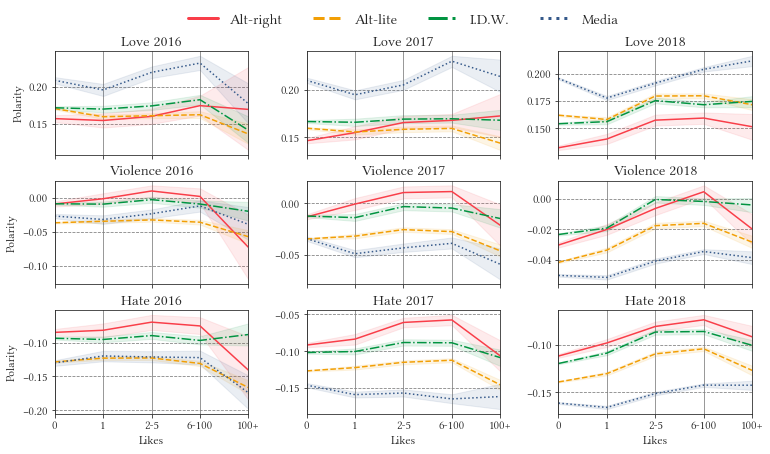 Alt-right Alt-lite I.D.W. Media
Love 2016 Love 2017 Love 2018
Polarity
0.20
0.15
0.20
0.15
0.200
0.175
0.150
Violence 2016 Violence 2017 Violence 2018
Polarity
0.00
−0.05
−0.10
0.00
−0.05
0.00
−0.02
−0.04
Hate 2016 Hate 2017 Hate 2018
Polarity
−0.10
−0.15
−0.20
−0.05
−0.10
−0.15
−0.10
−0.15
0 1 2-5 6-100 100+ 0 1 2-5 6-100 100+ 0 1 2-5 6-100 100+
Likes Likes Likes